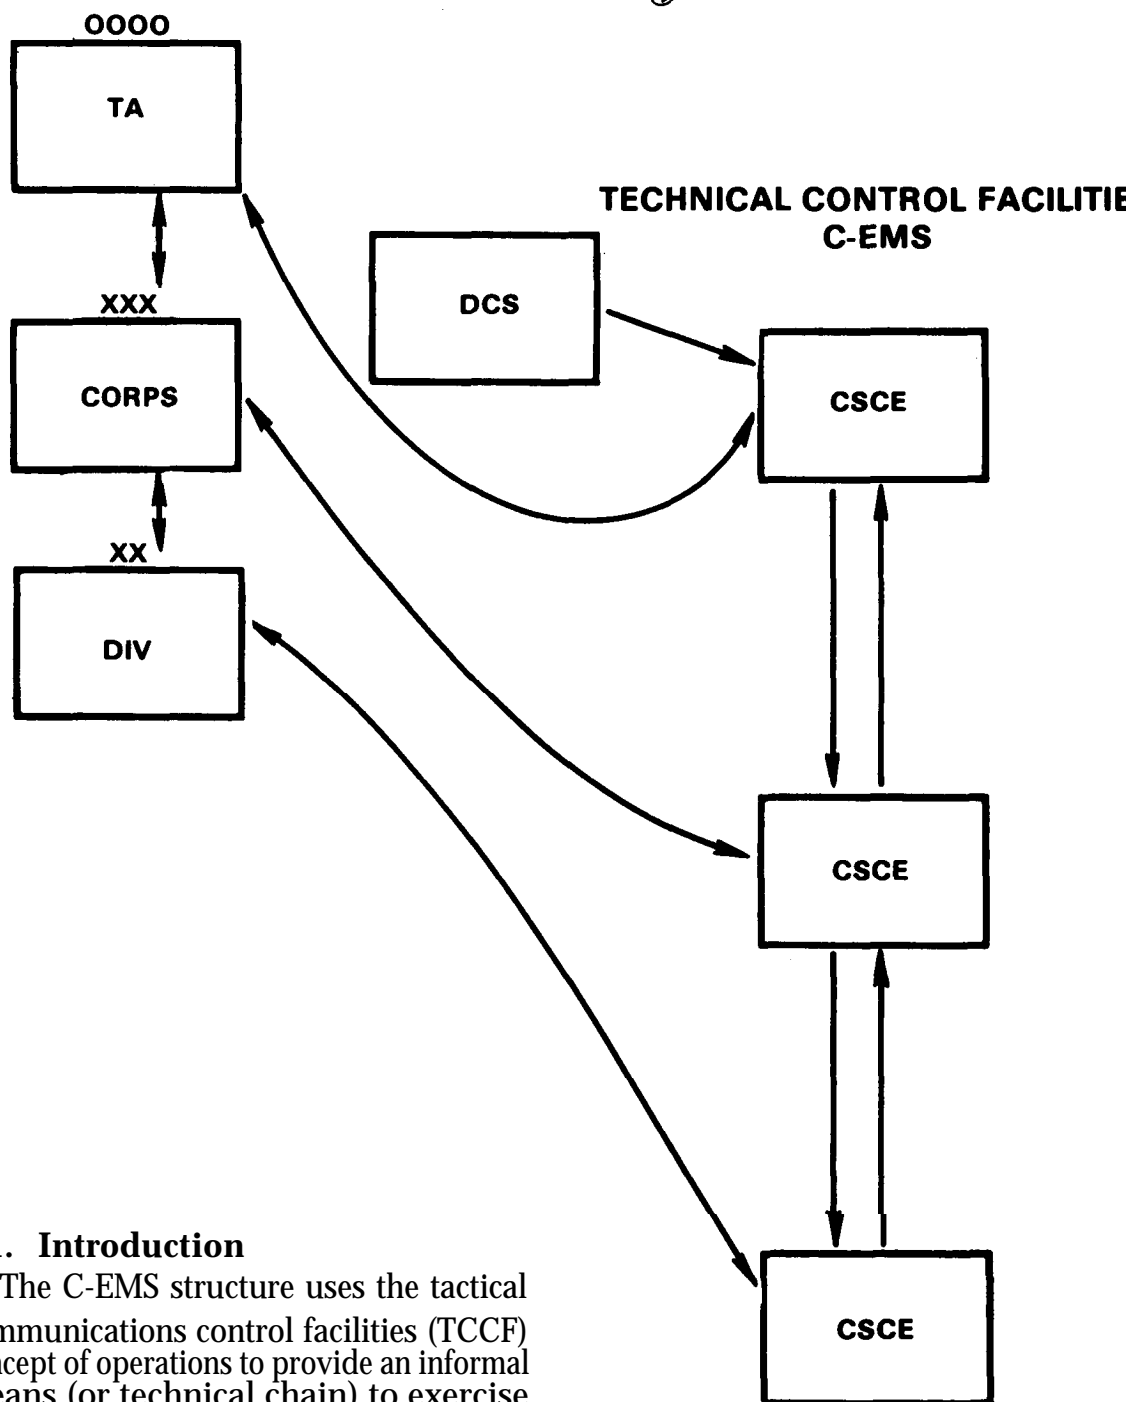 OOOO
TA
TECHNICAL CONTROL FACILITIE
C-EMS
DCS
XXX
CORPS
CSCE
XX
DIV
CSCE
CSCE
. Introduction
The C-EMS structure uses the tactical
mmunications control facilities (TCCF)
ncept of operations to provide an informal
eans (or technical chain) to exercise